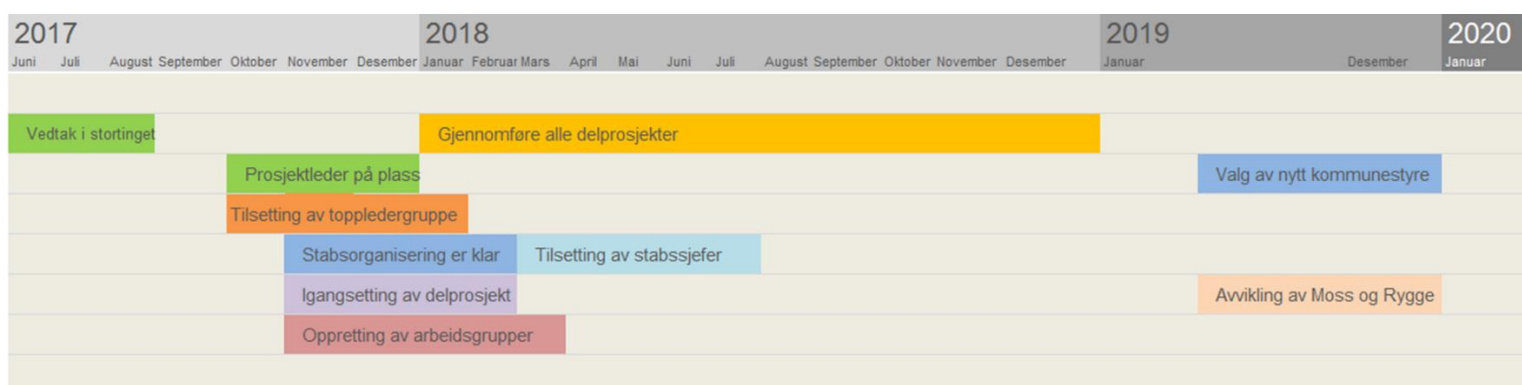 2017 2018 2019 2020
Juni Juli August September Oktober November Desember Januar Februar Mars April Mai Juni Juli August September Oktober November Desember Januar Desember Januar
Vedtak i stortinget Gjennomføre alle delprosjekter
Prosjektleder på plass Valg av nytt kommunestyre
Tilsetting av toppledergruppe
Stabsorganisering er klar Tilsetting av stabssjefer
Igangsetting av delprosjekt Avvikling av Moss og Rygge
Oppretting av arbeidsgrupper